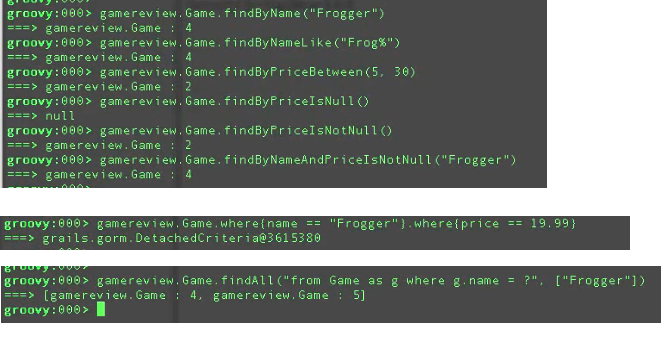 groovy:000> gamereview.Game.findByName("Frogger")
===> gamereview.Game : 4
groovy:000> gamereview.Game.findByNameLike("Frog%")
===> gamereview.Game : 4
groovy:000> gamereview.Game.findByPriceBetween(5, 30)
===> gamereview.Game : 2
groovy:000> gamereview.Game.findByPriceIsNull()
===> null
groovy:000> gamereview.Game.findByPriceIsNotNull()
===> gamereview.Game : 2
groovy:000> gamereview.Game.findByNameAndPriceIsNotNull("Frogger")
===> gamereview.Game : 4
groovy:000> gamereview.Game.where{name == "Frogger"}.where{price == 19.99}
===> grails.gorm.DetachedCriteria@3615380
groovy:000> gamereview.Game.findAll("from Game as g where g.name = ?", ["Frogger"])
===> [gamereview.Game : 4, gamereview.Game : 5]
groovy:000>